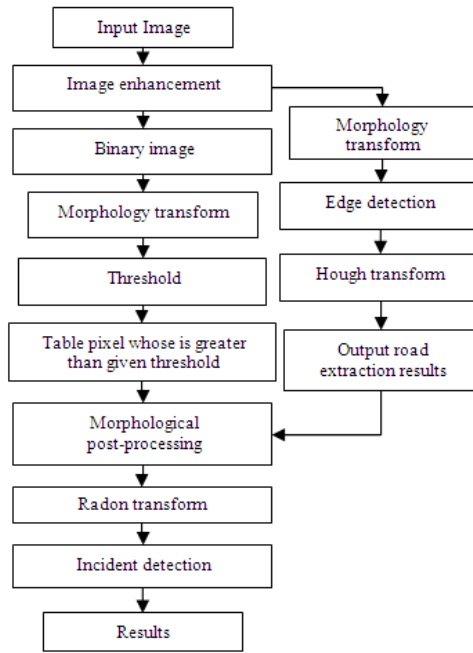 Input Image
Image enhancement
Binary image
Morphology transform
Threshold
Table pixel whose is greater
than given threshold
Morphological
post-processing
Radon transform
Incident detection
Results
Morphology
transform
Edge detection
Hough transform
Output road
extraction results